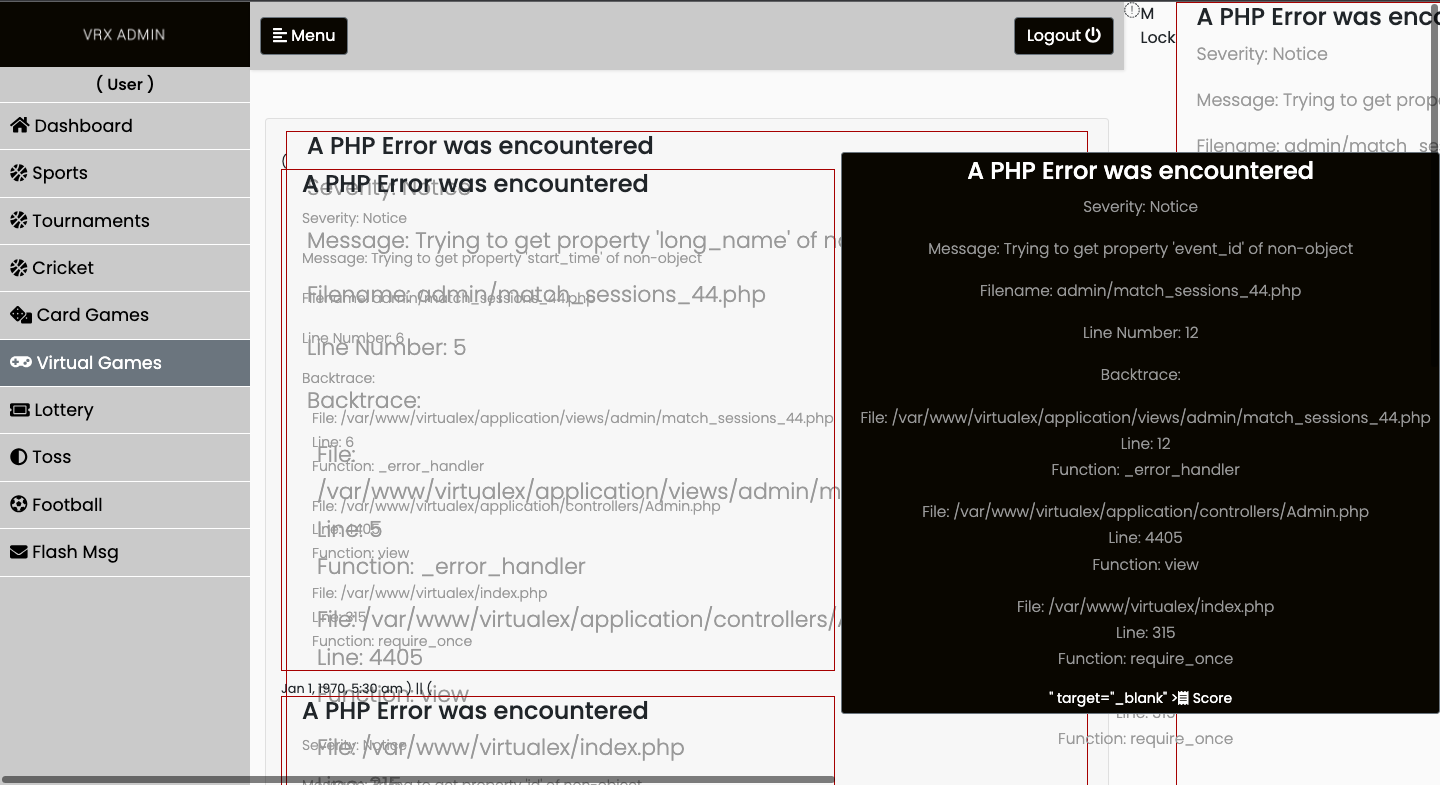 VRX ADMIN
( User )
Dashboard
Sports
Tournaments
Cricket
Card Games
Virtual Games
Lottery
Toss
Football
Flash Msg
Menu
Logout
M
Lock
A PHP Error was enco
Severity: Notice
Message: Trying to get prop
Filename: admin/match_se
(
A PHP Error was encountered
Severity: Notice
Message: Trying to get property 'long_name' of no
Filename: admin/match_sessions_44.php
Line Number: 5
Backtrace:
File:
/var/www/virtualex/application/views/admin/m
Line: 5
Function: _error_handler
File: /var/www/virtualex/application/controllers/A
Line: 4405
Function: view
File: /var/www/virtualex/index.php
Line: 315
A PHP Error was encountered
Severity: Notice
Message: Trying to get property 'start_time' of non-object
Filename: admin/match_sessions_44.php
Line Number: 6
Backtrace:
File: /var/www/virtualex/application/views/admin/match_sessions_44.php
Line: 6
Function: _error_handler
File: /var/www/virtualex/application/controllers/Admin.php
Line: 4405
Function: view
File: /var/www/virtualex/index.php
Line: 315
Function: require_once
Jan 1, 1970, 5:30 am ) || (
A PHP Error was encountered
Severity: Notice
Message: Trying to get property 'id' of non-object
A PHP Error was encountered
Severity: Notice
Message: Trying to get property 'event_id' of non-object
Filename: admin/match_sessions_44.php
Line Number: 12
Backtrace:
File: /var/www/virtualex/application/views/admin/match_sessions_44.php
Line: 12
Function: _error_handler
File: /var/www/virtualex/application/controllers/Admin.php
Line: 4405
Function: view
File: /var/www/virtualex/index.php
Line: 315
Function: require_once
" target="_blank" > Score
Line: 315
Function: require_once